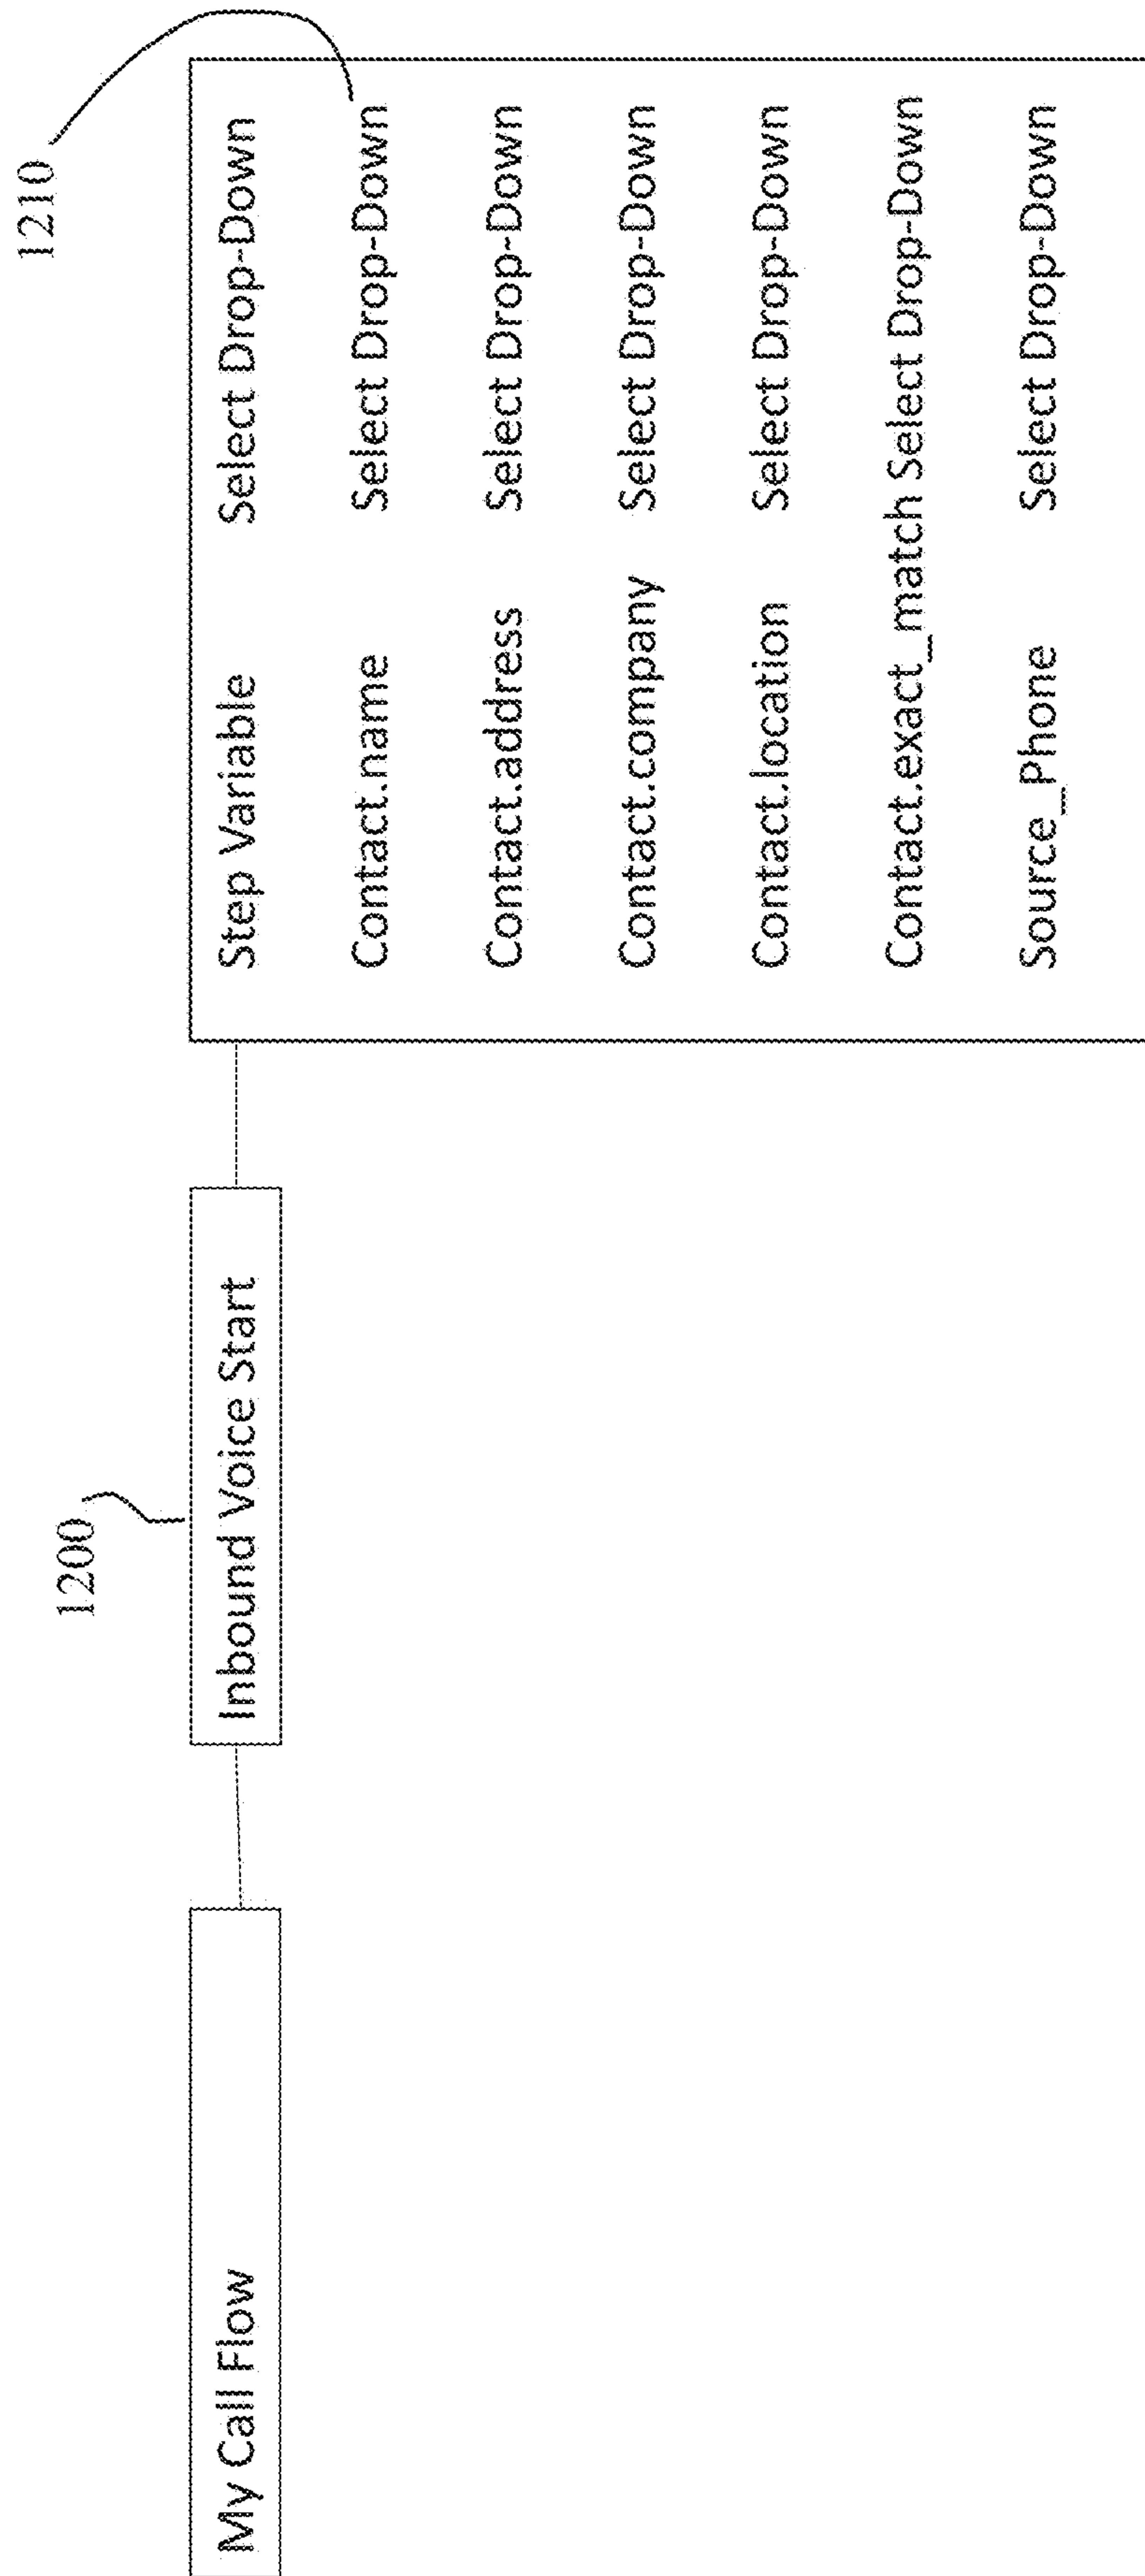 1200
1210
My Call Flow
Inbound Voice Start
Step Variable Select Drop-Down
Contact.name Select Drop-Down
Contact.address Select Drop-Down
Contact.company Select Drop-Down
Contact.location Select Drop-Down
Contact.exact_match Select Drop-Down
Source_Phone Select Drop-Down